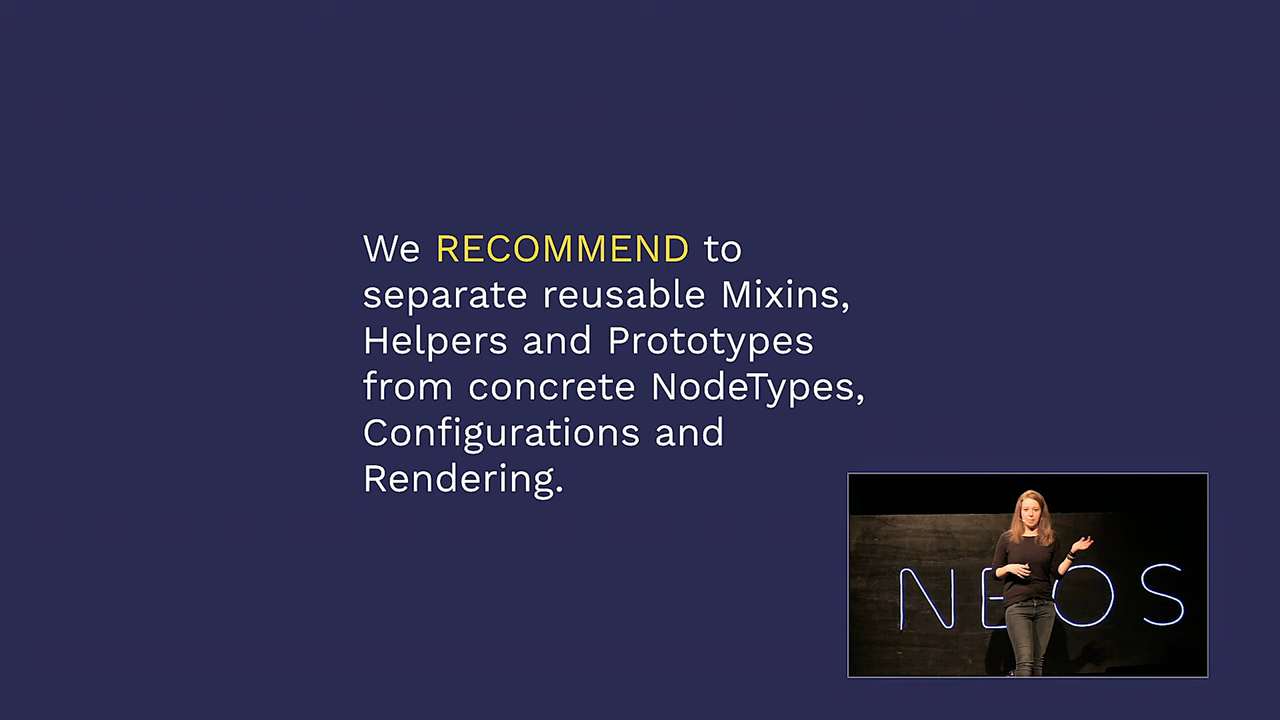 We RECOMMEND to
separate reusable Mixins,
Helpers and Prototypes
from concrete NodeTypes,
Configurations and
Rendering.
NEOS